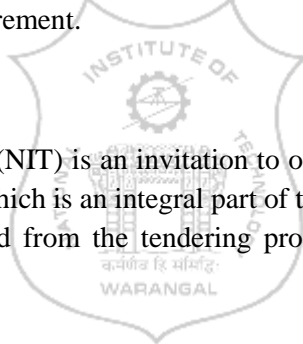 rement.
INSTITUTE OF
(NIT) is an invitation to o
hich is an integral part of t
d from the tendering pro
WARANGAL